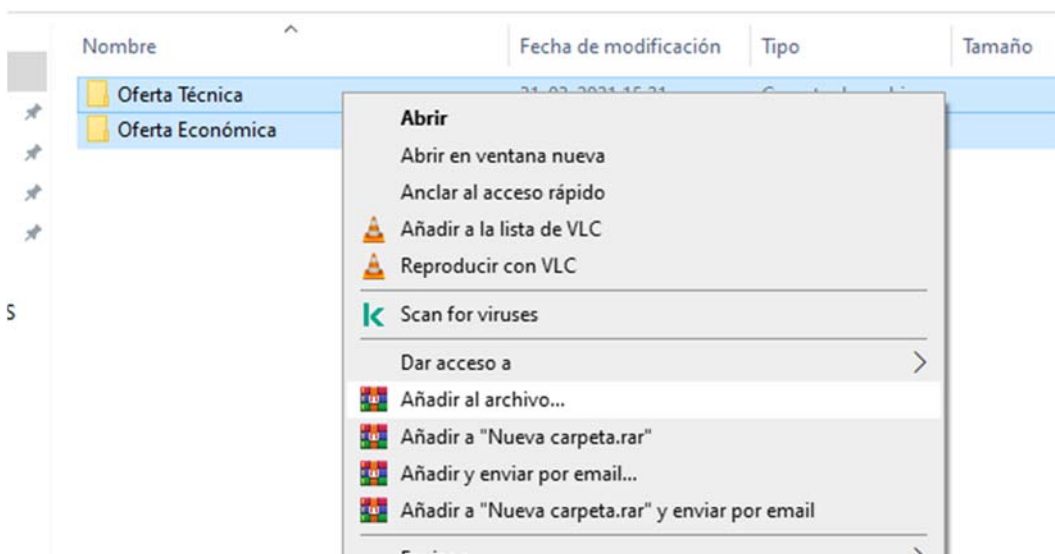 Nombre Fecha de modificación Tipo Tamaño
Oferta Técnica
Oferta Económica
Abrir
Abrir en ventana nueva
Anclar al acceso rápido
Añadir a la lista de VLC
Reproducir con VLC
S
Scan for viruses
Dar acceso a
Añadir al archivo...
Añadir a "Nueva carpeta.rar"
Añadir y enviar por email...
Añadir a "Nueva carpeta.rar" y enviar por email